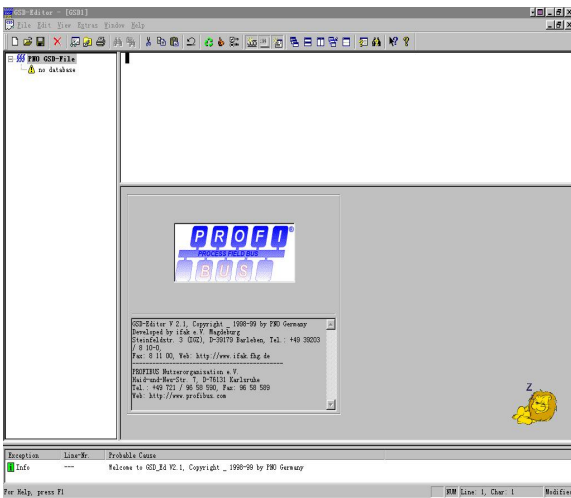 GSD-Editor - [GSD1]
File Edit View Extras Window Help
PNO GSD-File
no database
PROFI®
PROCESS FIELD BUS
BUS
GSD-Editor V 2.1, Copyright _ 1998-99 by PNO Germany
Developed by ifak e.V. Magdeburg
Steinfeldstr. 3 (IGZ), D-39179 Barleben, Tel.: +49 39203
/ 8 10-0,
Fax: 8 11 00, Web: http://www.ifak.fhg.de
PROFIBUS Nutzerorganisation e.V.
Haid-und-Neu-Str. 7, D-76131 Karlsruhe
Tel.: +49 721 / 96 58 590, Fax: 96 58 589
Web: http://www.profibus.com
Z
Exception Line-Nr. Probable Cause
Info --- Welcome to GSD_Ed V2.1, Copyright _ 1998-99 by PNO Germany
For Help, press F1 NUM Line: 1, Char: 1 Modified